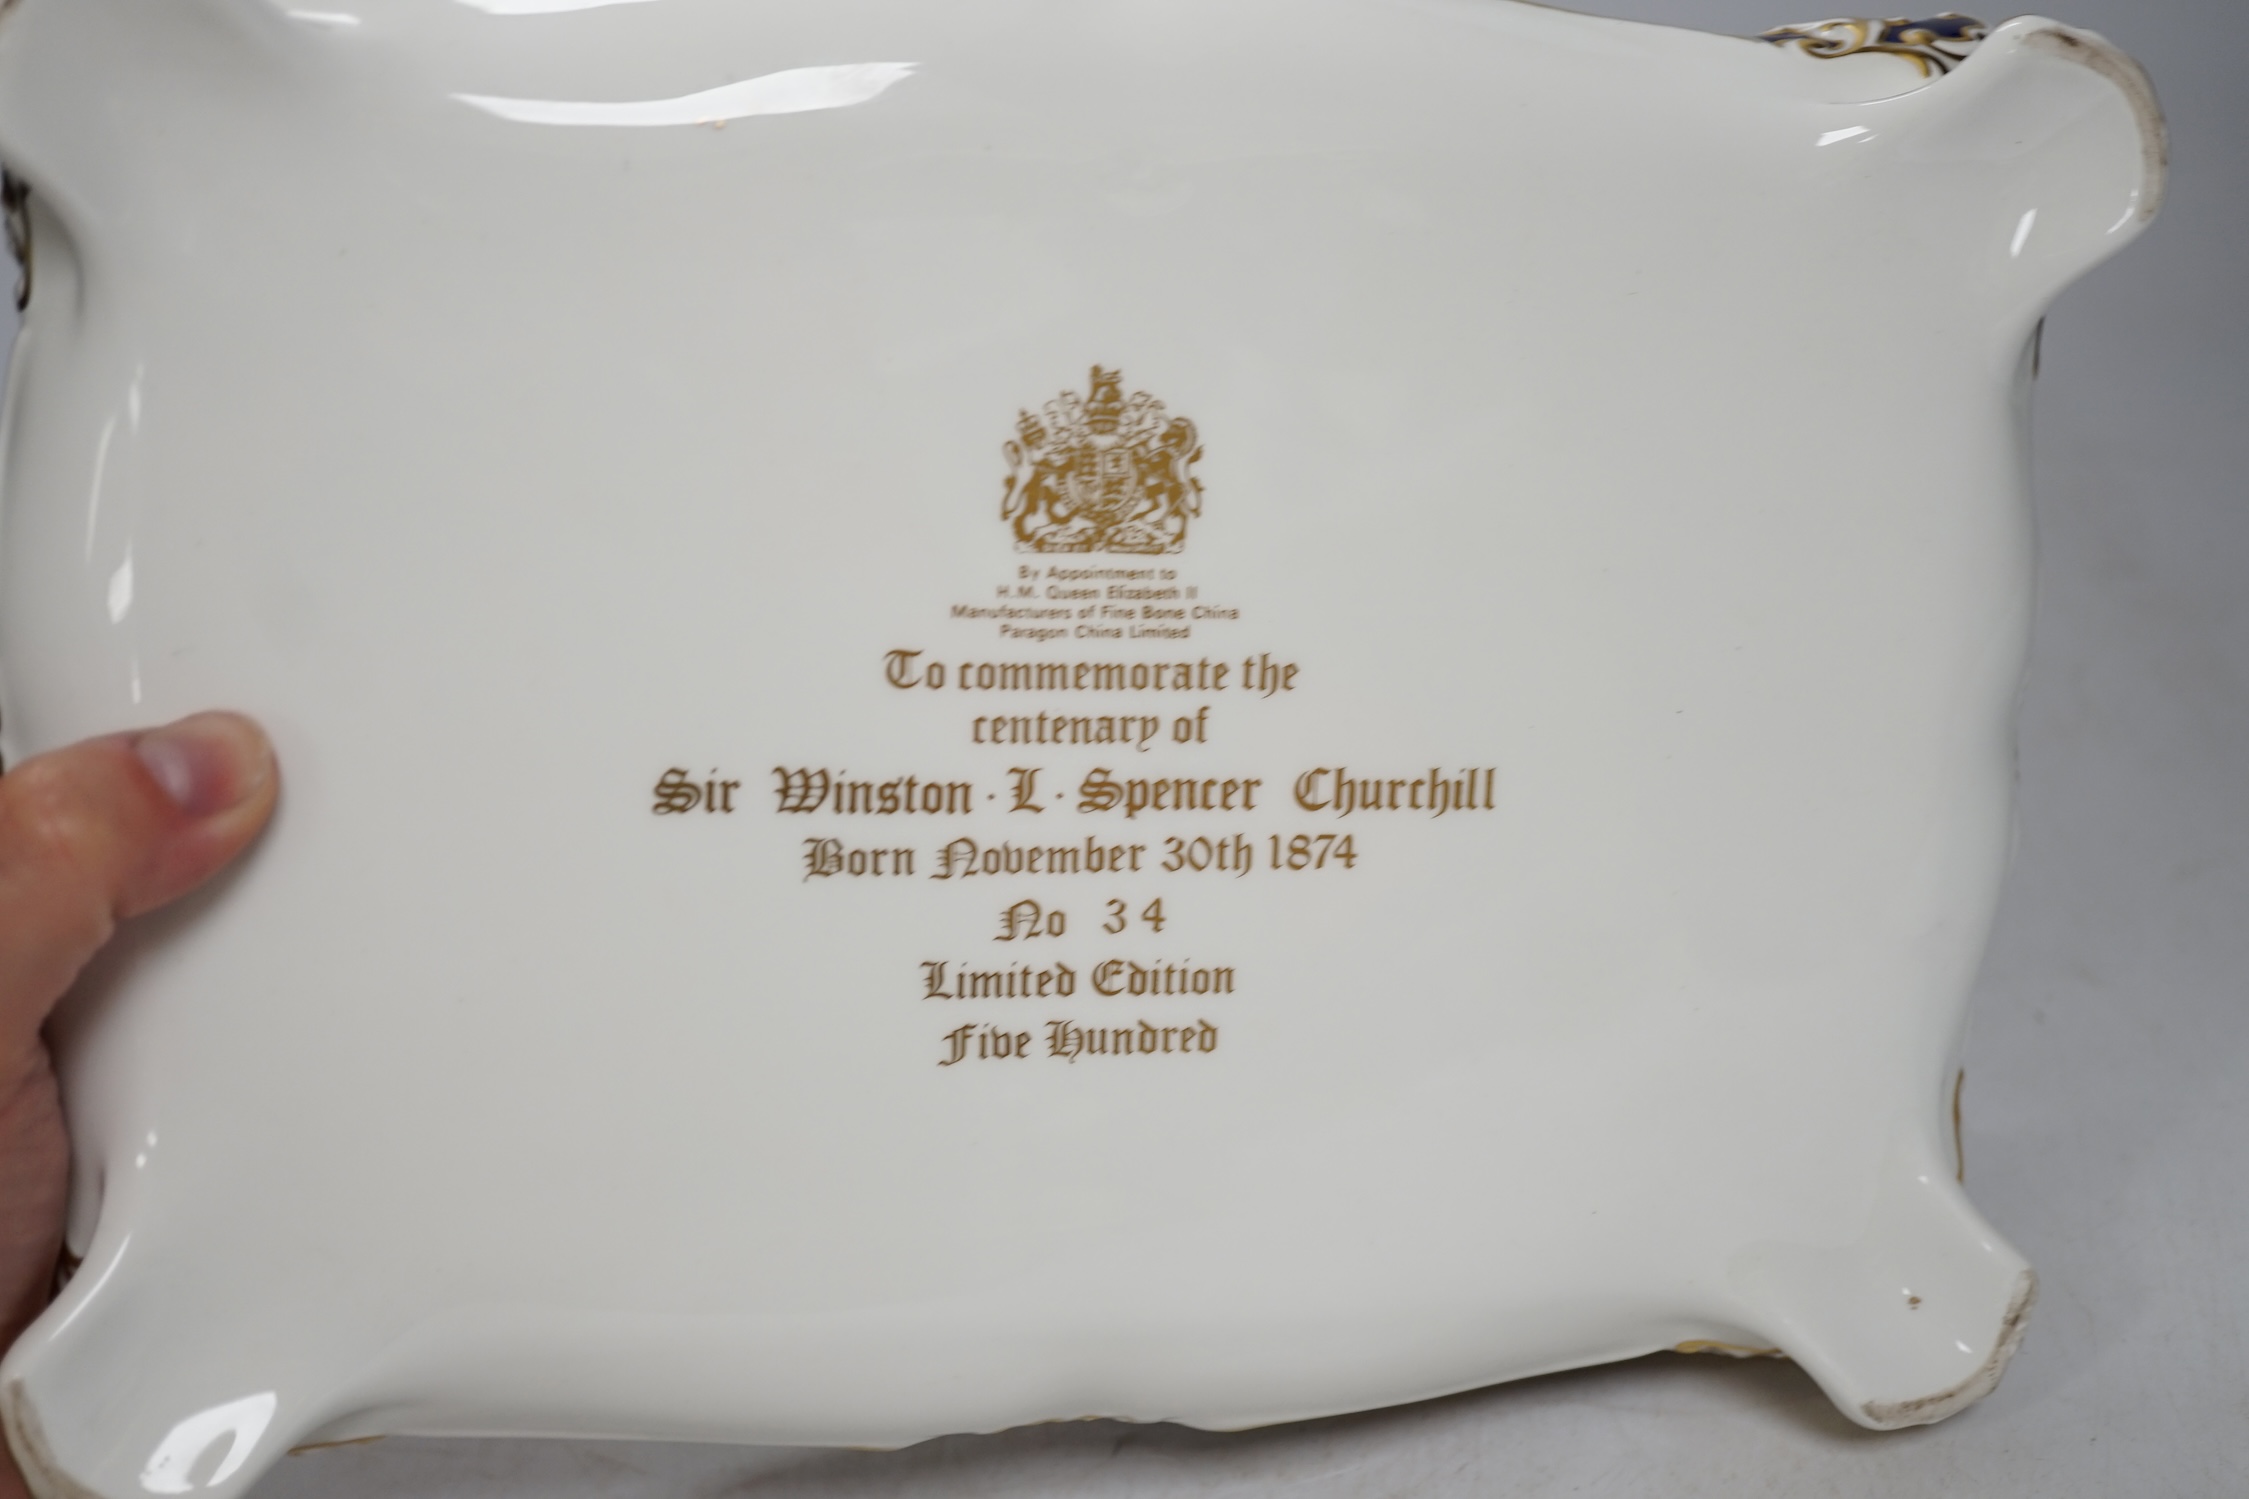 By Appointment to
H.M. Queen Elizabeth II
Manufacturers of Fine Bone China
Paragon China Limited
To commemorate the
centenary of
Sir Winston · L · Spencer Churchill
Born November 30th 1874
No 34
Limited Edition
Five Hundred